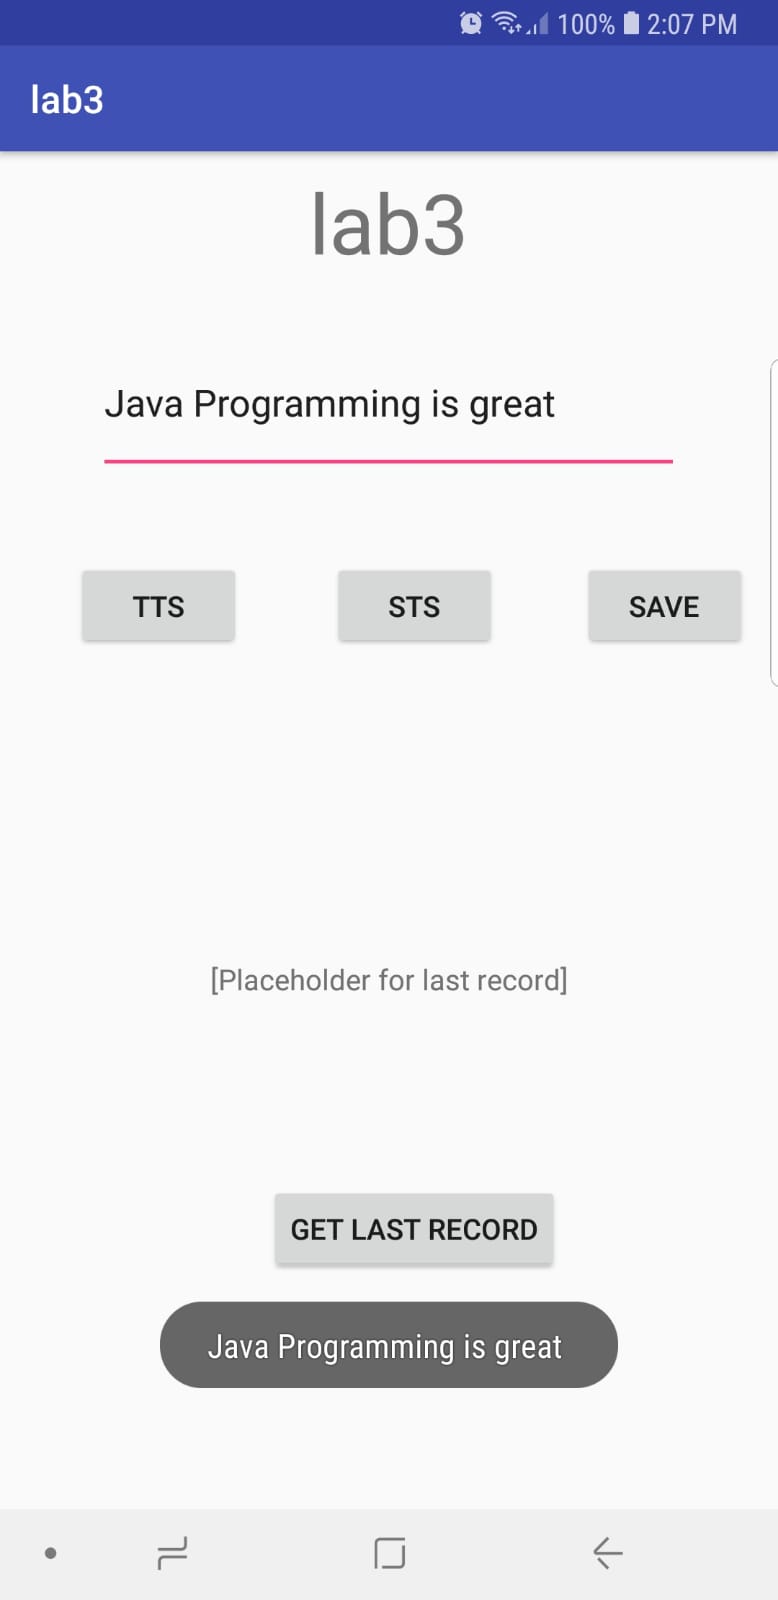 100% 2:07 PM
lab3
lab3
Java Programming is great
TTS STS SAVE
[Placeholder for last record]
GET LAST RECORD
Java Programming is great